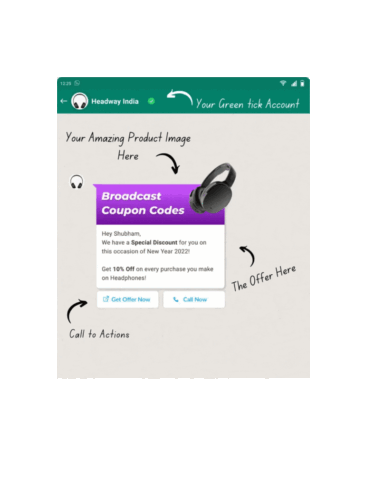 12:20
Headway India
Your Green tick Account
Your Amazing Product Image
Here
Broadcast
Coupon Codes
Hey Shubham,
We have a Special Discount for you on
this occasion of New Year 2022!
Get 10% Off on every purchase you make
on Headphones!
The Offer Here
Get Offer Now
Call Now
Call to Actions